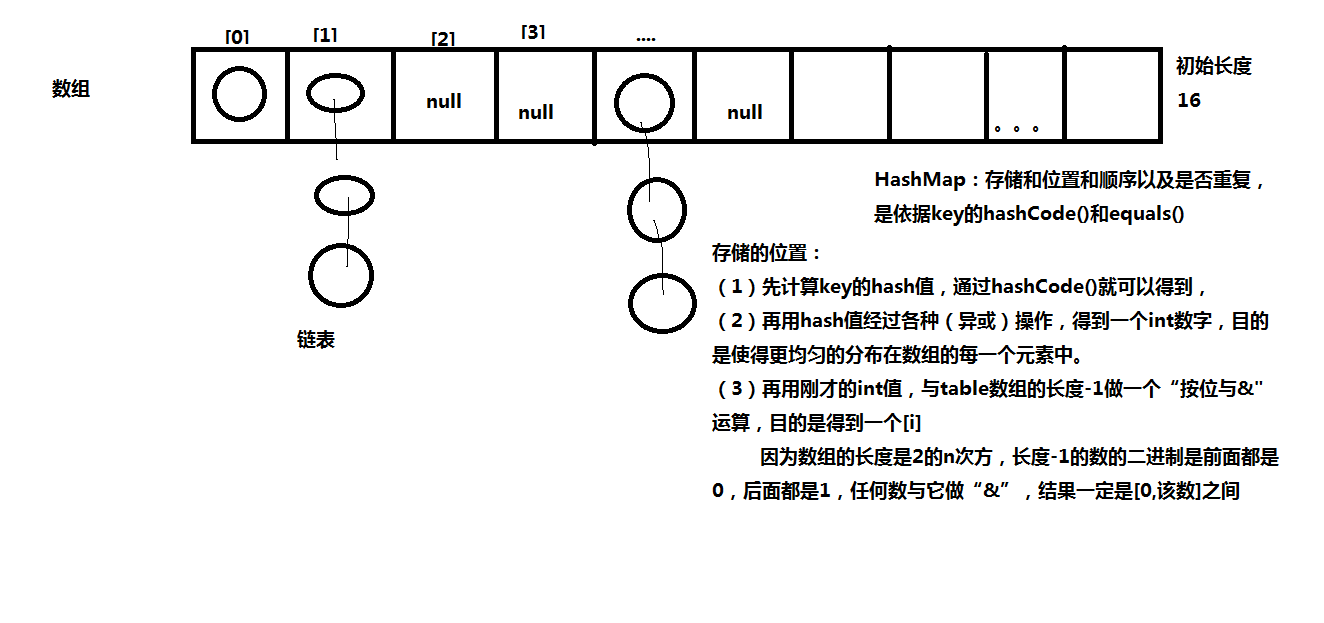 [0] [1] [2] [3] ....
数组
初始长度
16
null null null
。。。
HashMap：存储和位置和顺序以及是否重复，
是依据key的hashCode()和equals()
存储的位置：
（1）先计算key的hash值，通过hashCode()就可以得到，
（2）再用hash值经过各种（异或）操作，得到一个int数字，目的
是使得更均匀的分布在数组的每一个元素中。
（3）再用刚才的int值，与table数组的长度-1做一个“按位与&"
运算，目的是得到一个[i]
因为数组的长度是2的n次方，长度-1的数的二进制是前面都是
0，后面都是1，任何数与它做“&”，结果一定是[0,该数]之间
链表